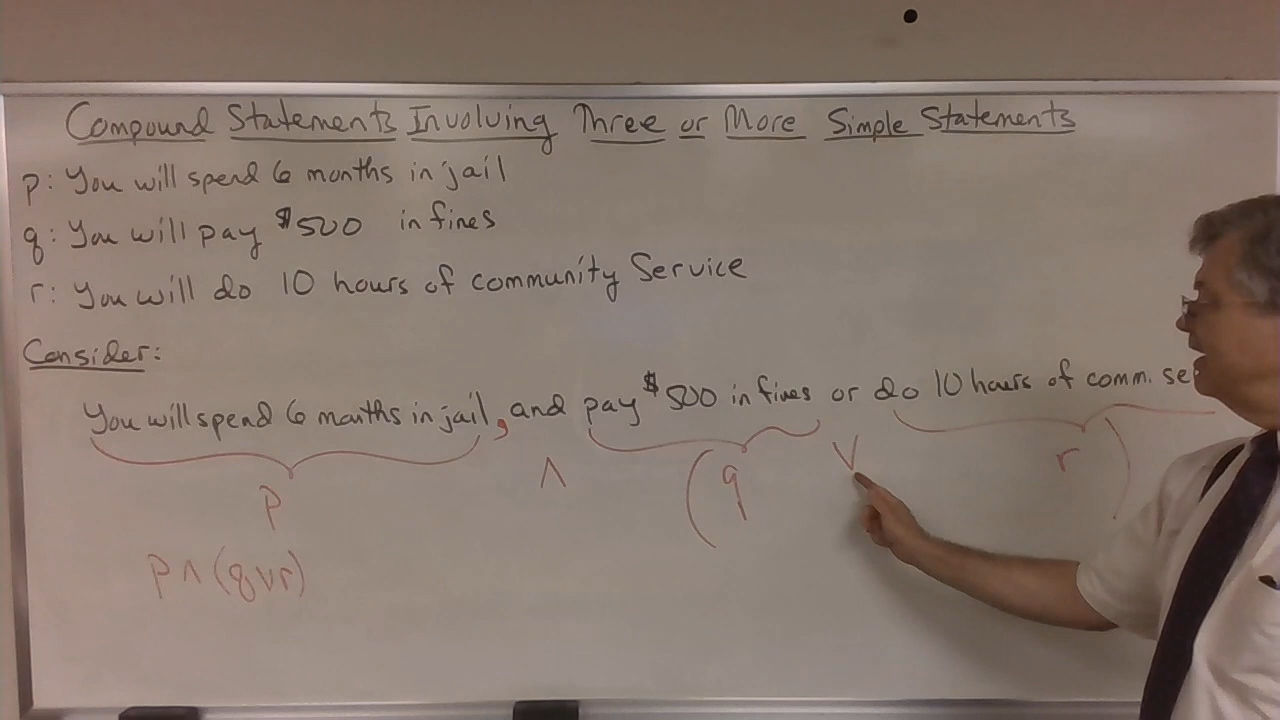 Compound Statements Involving Three or More Simple Statements
p: You will spend 6 months in jail
q: You will pay $500 in fines
r: You will do 10 hours of community Service
Consider:
You will spend 6 months in jail, and pay $500 in fines or do 10 hours of comm. se
p ∧ (q ∨ r)
p ∧ (q ∨ r)